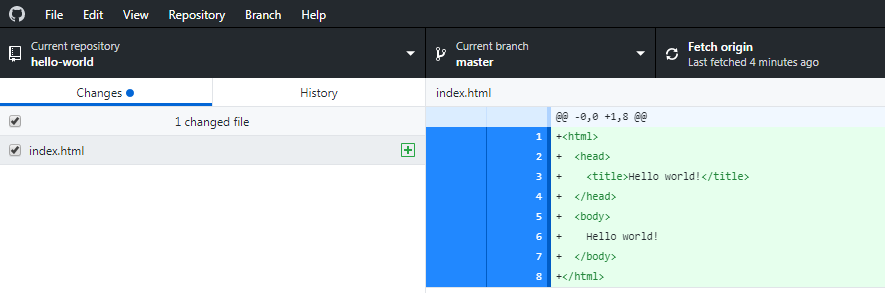 File Edit View Repository Branch Help
Current repository
hello-world
Current branch
master
Fetch origin
Last fetched 4 minutes ago
Changes
History
1 changed file
index.html
index.html
@@ -0,0 +1,8 @@
1 +<html>
2 +  <head>
3 +    <title>Hello world!</title>
4 +  </head>
5 +  <body>
6 +    Hello world!
7 +  </body>
8 +</html>